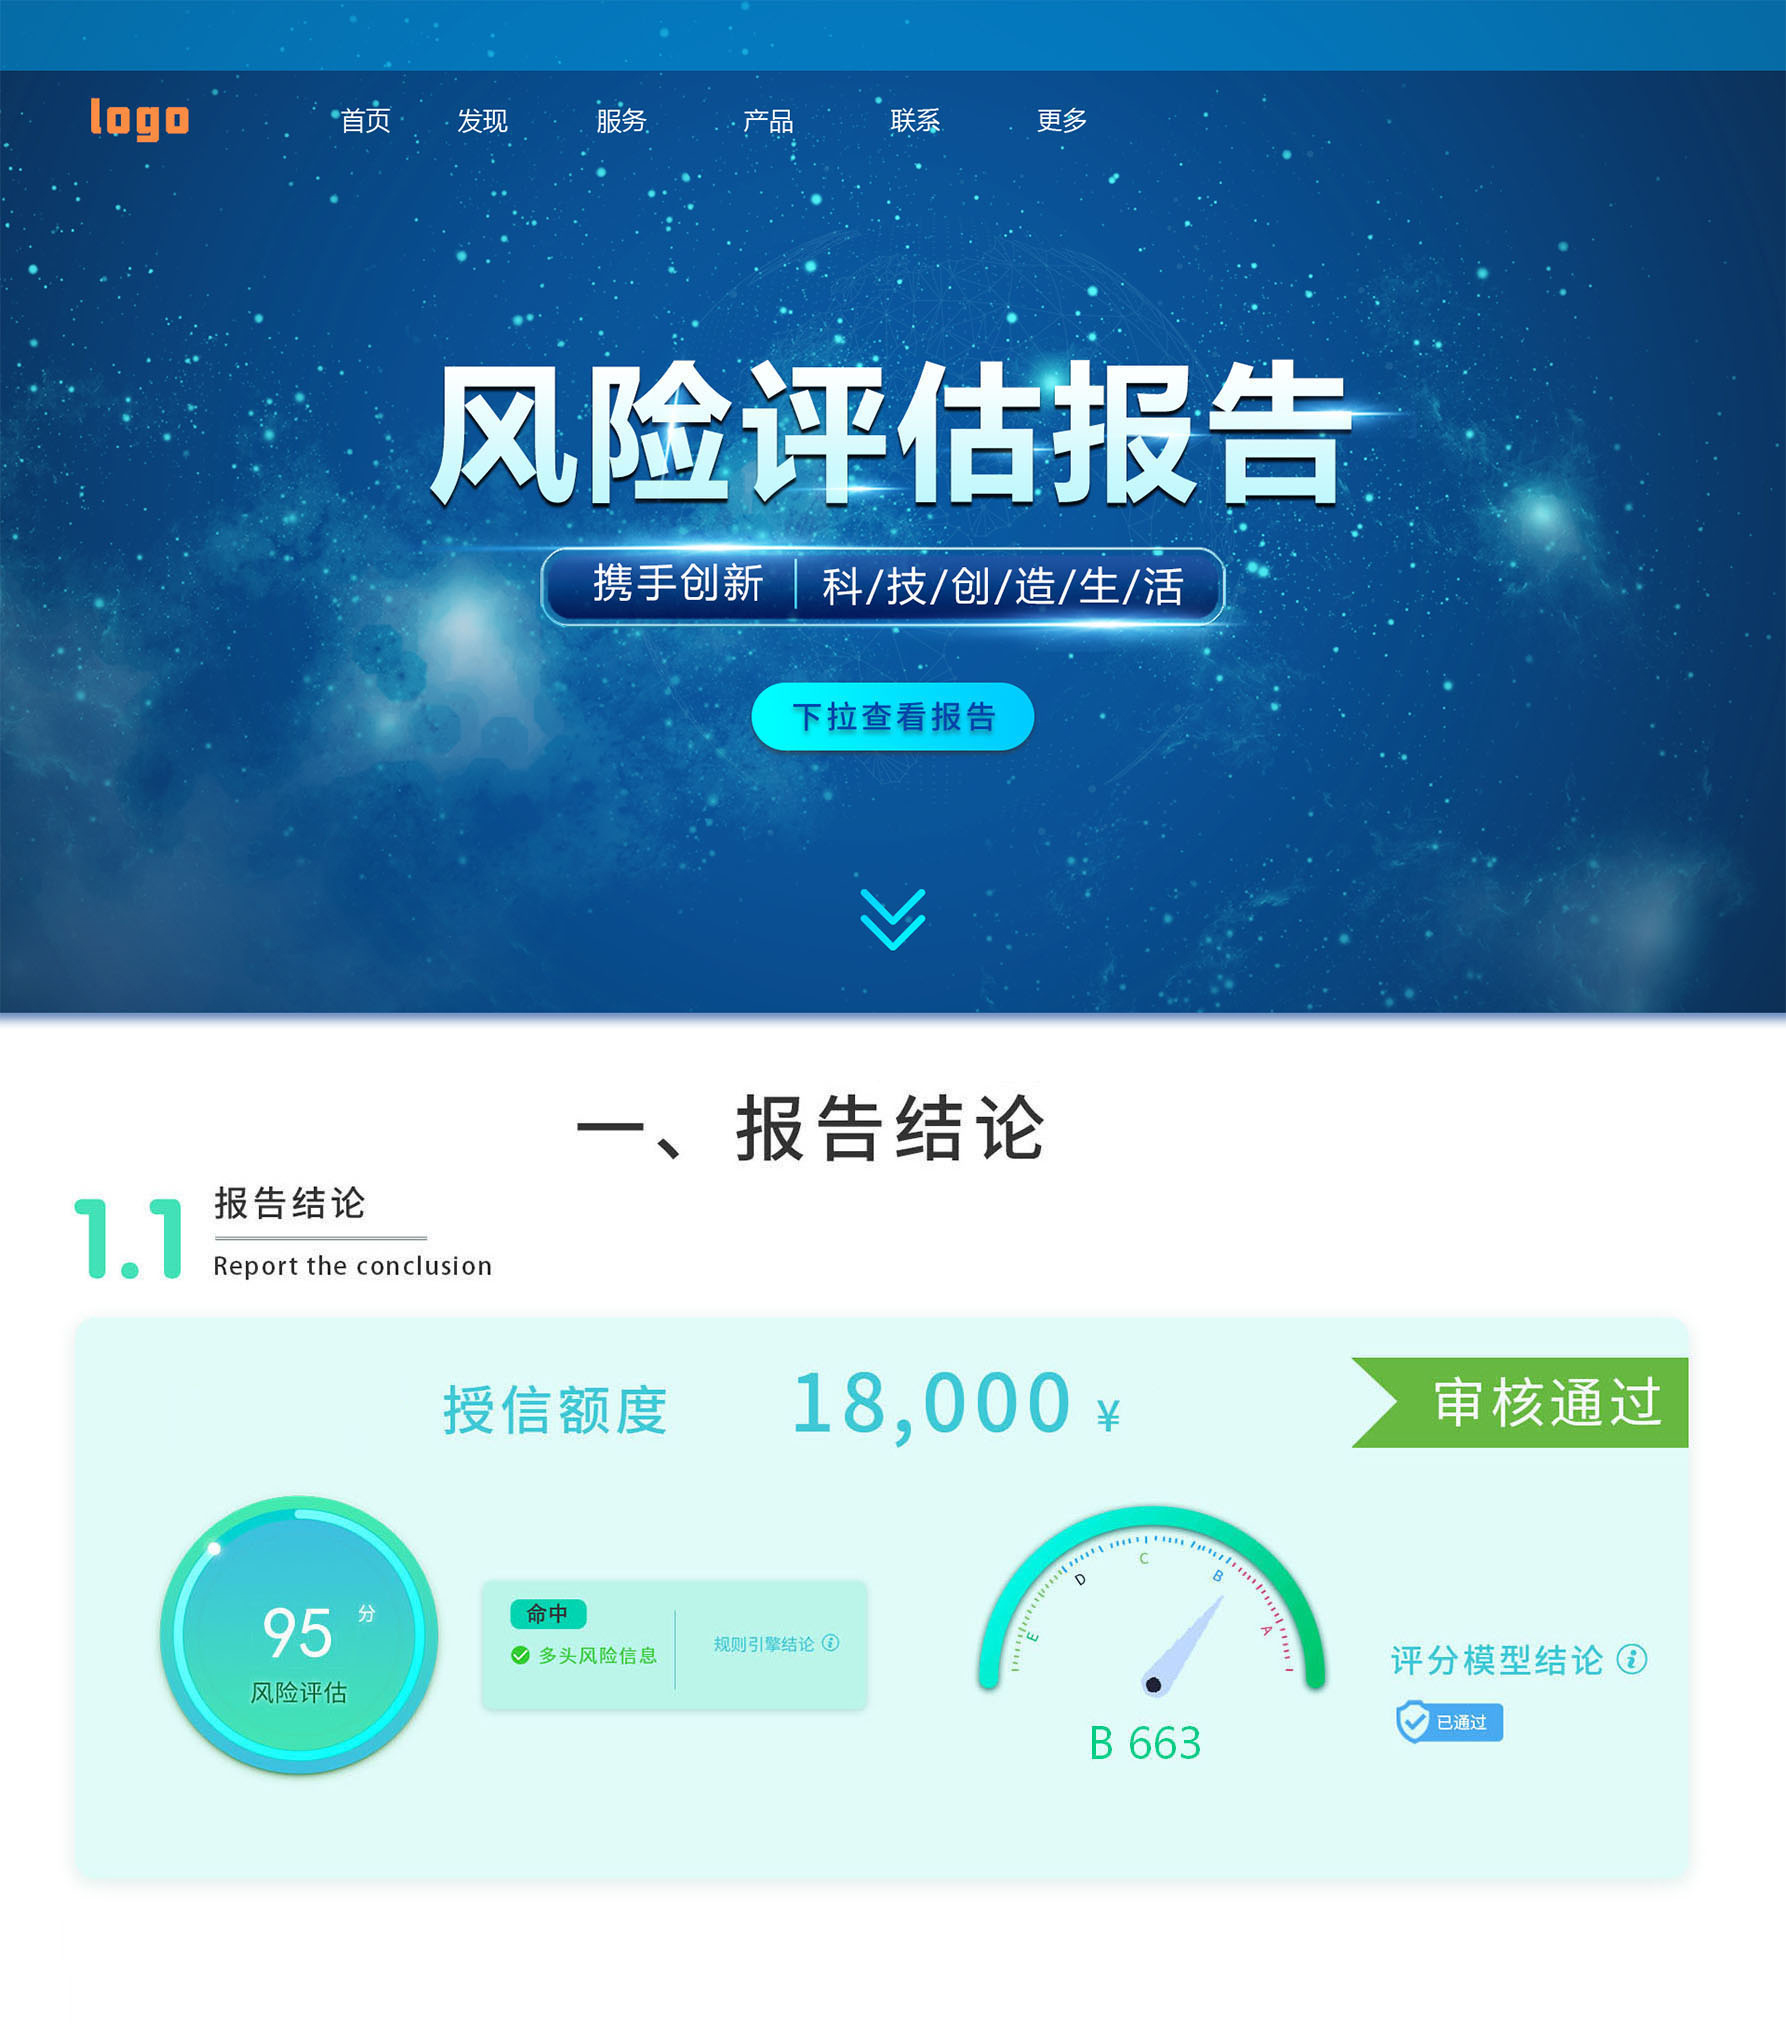 logo 首页 发现 服务 产品 联系 更多
风险评估报告
携手创新 科/技/创/造/生/活
下拉查看报告
一、报告结论
1.1 报告结论
Report the conclusion
授信额度 18,000 ¥
审核通过
95 分
风险评估
命中
多头风险信息
规则引擎结论
E D C B A
B 663
评分模型结论
已通过